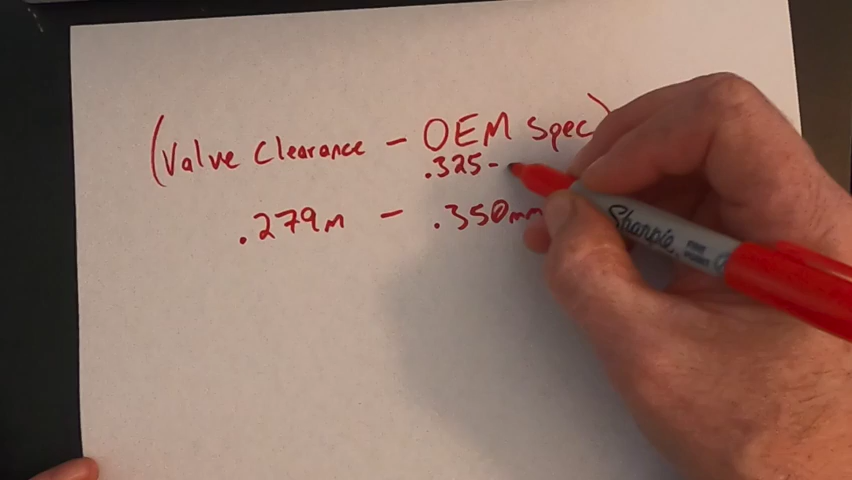 (Valve Clearance - OEM Spec)
.325-
.279m - .350mm
Sharpie